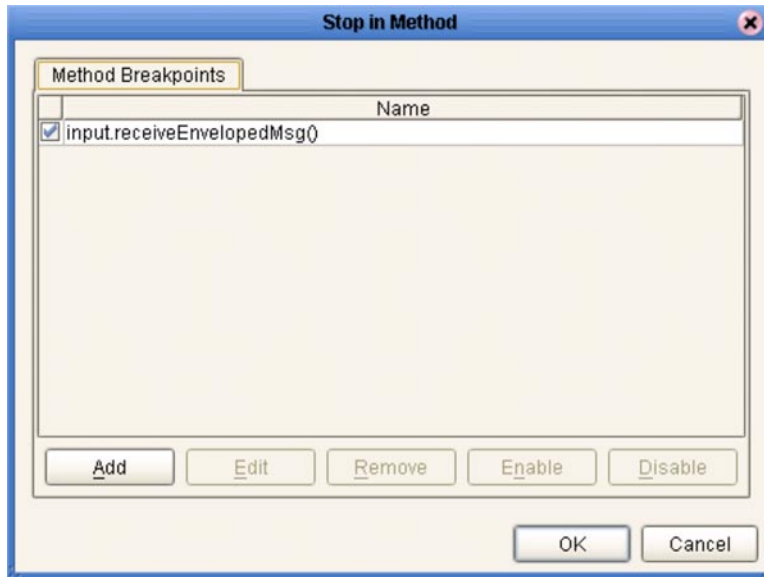 Stop in Method
Method Breakpoints
Name
input.receiveEnvelopedMsg()
Add Edit Remove Enable Disable
OK Cancel